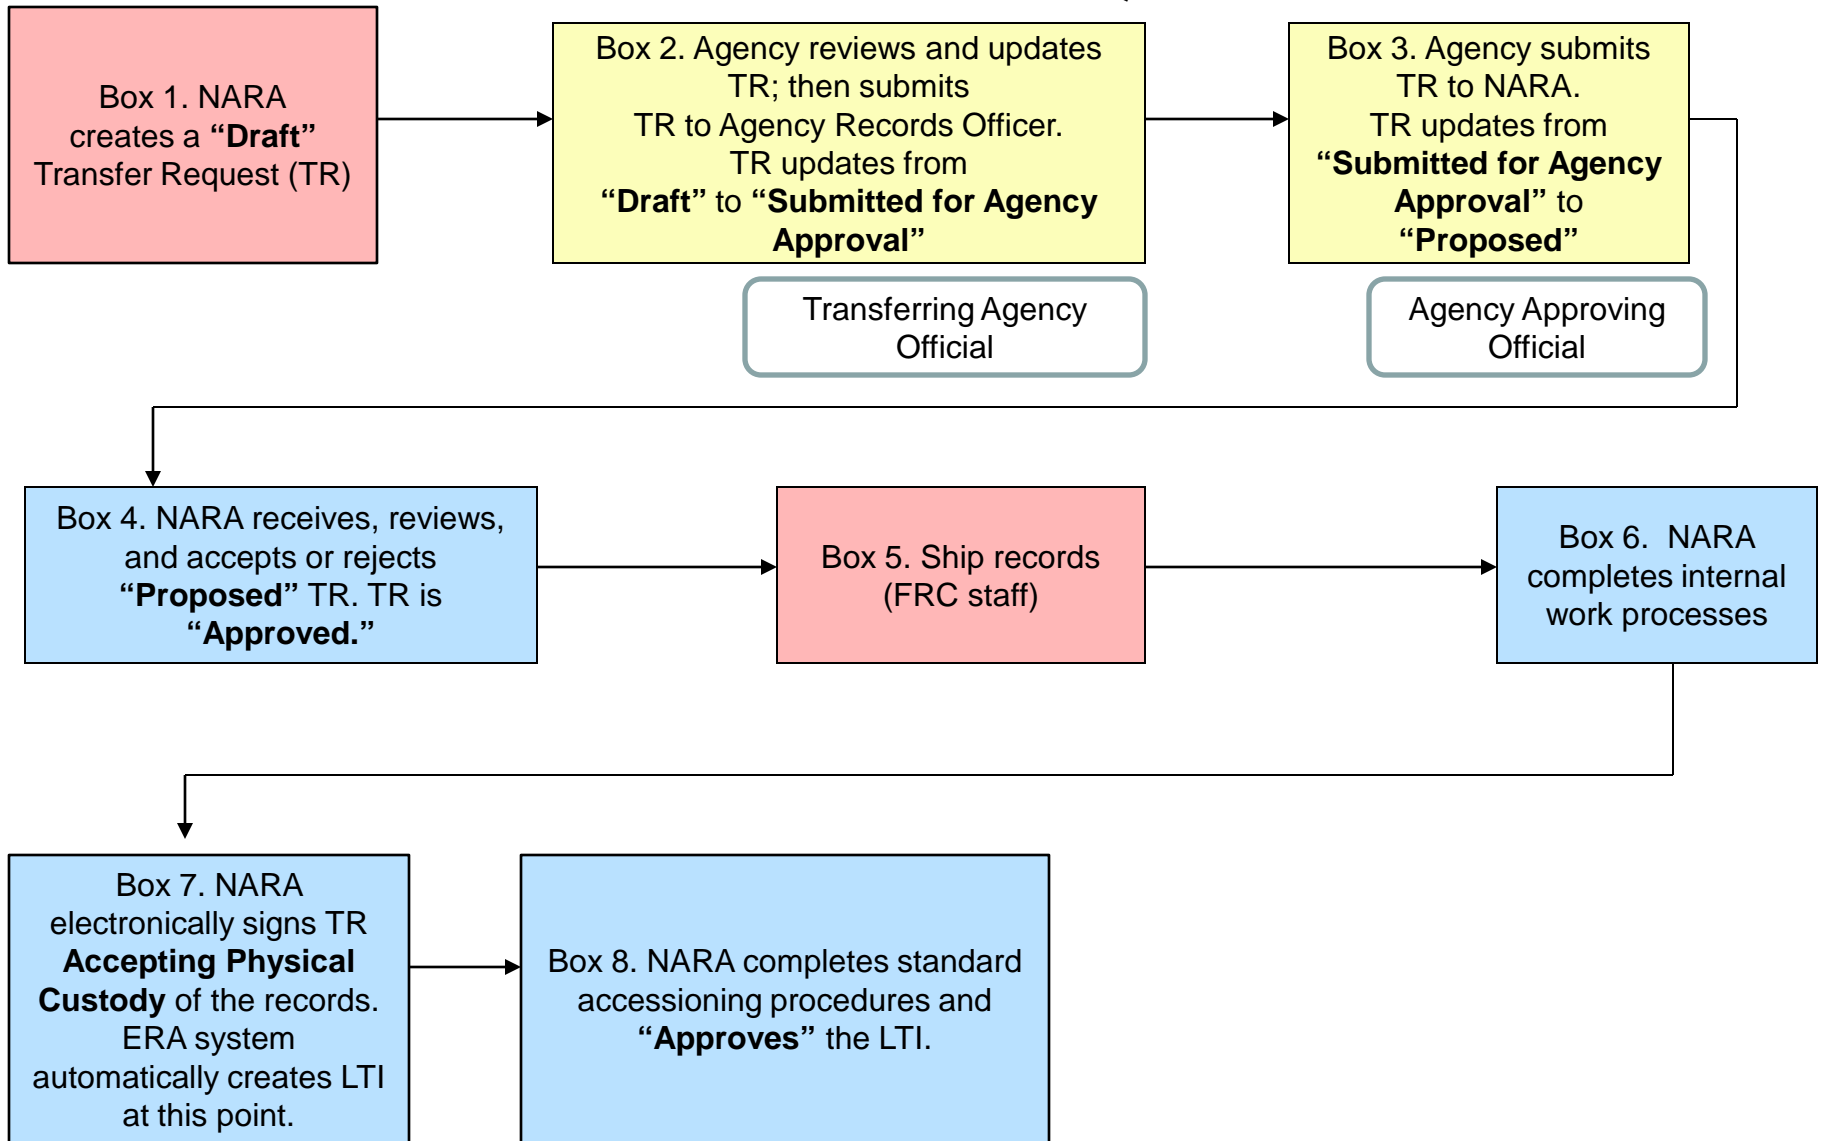 Box 1. NARA
creates a “Draft”
Transfer Request (TR)
Box 2. Agency reviews and updates
TR; then submits
TR to Agency Records Officer.
TR updates from
“Draft” to “Submitted for Agency
Approval”
Box 3. Agency submits
TR to NARA.
TR updates from
“Submitted for Agency
Approval” to
“Proposed”
Transferring Agency
Official
Agency Approving
Official
Box 4. NARA receives, reviews,
and accepts or rejects
“Proposed” TR. TR is
“Approved.”
Box 5. Ship records
(FRC staff)
Box 6.  NARA
completes internal
work processes
Box 7. NARA
electronically signs TR
Accepting Physical
Custody of the records.
ERA system
automatically creates LTI
at this point.
Box 8. NARA completes standard
accessioning procedures and
“Approves” the LTI.